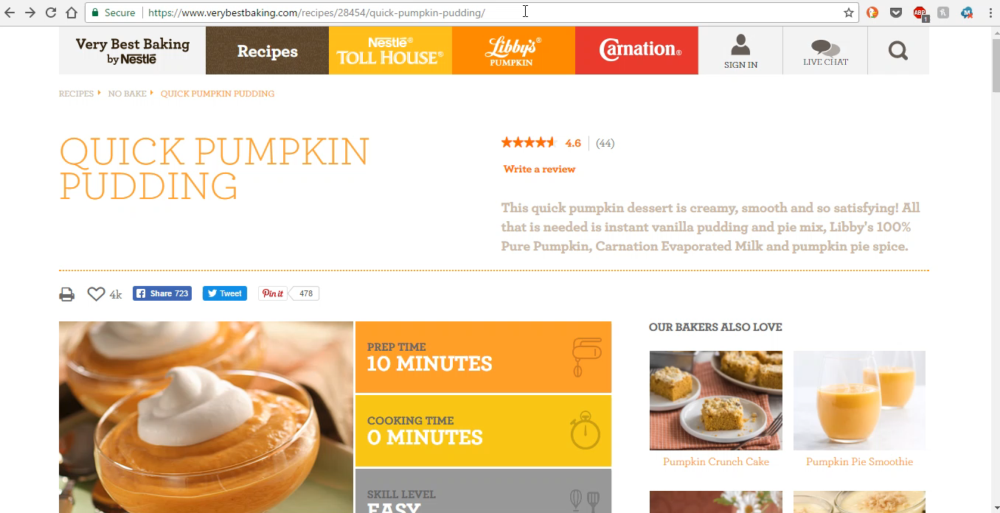 Secure https://www.verybestbaking.com/recipes/28454/quick-pumpkin-pudding/
ABP
1
Very Best Baking
by Nestlé
Recipes
Nestlé®
TOLL HOUSE®
Libby's®
PUMPKIN
Carnation®
SIGN IN
LIVE CHAT
RECIPES NO BAKE QUICK PUMPKIN PUDDING
QUICK PUMPKIN
PUDDING
4.6 (44)
Write a review
This quick pumpkin dessert is creamy, smooth and so satisfying! All
that is needed is instant vanilla pudding and pie mix, Libby's 100%
Pure Pumpkin, Carnation Evaporated Milk and pumpkin pie spice.
4k Share 723 Tweet Pin it 478
PREP TIME
10 MINUTES
COOKING TIME
0 MINUTES
SKILL LEVEL
EASY
OUR BAKERS ALSO LOVE
Pumpkin Crunch Cake
Pumpkin Pie Smoothie